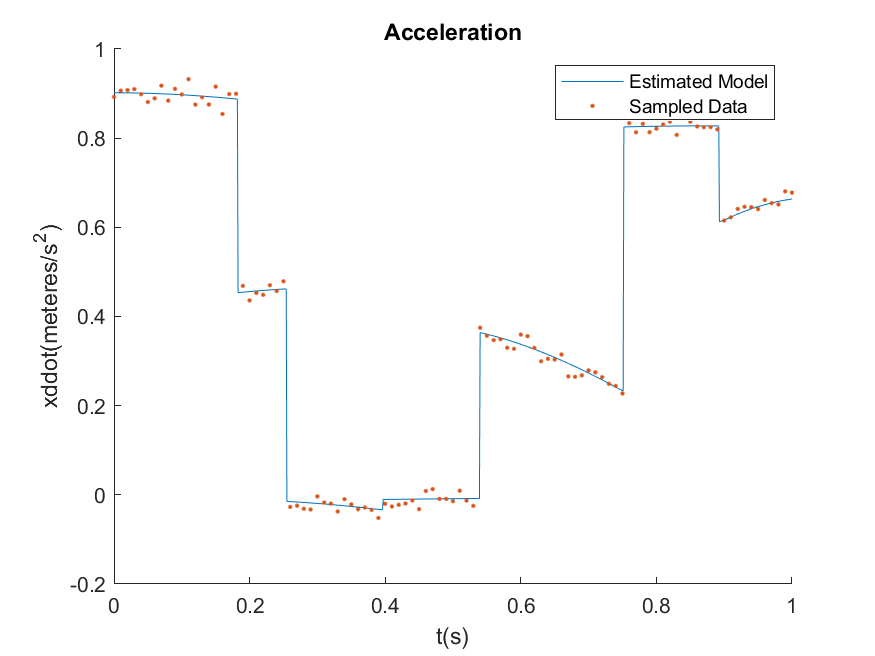 Acceleration
Estimated Model
Sampled Data
xddot(meteres/s^2)
1
0.8
0.6
0.4
0.2
0
-0.2
0
0.2
0.4
0.6
0.8
1
t(s)